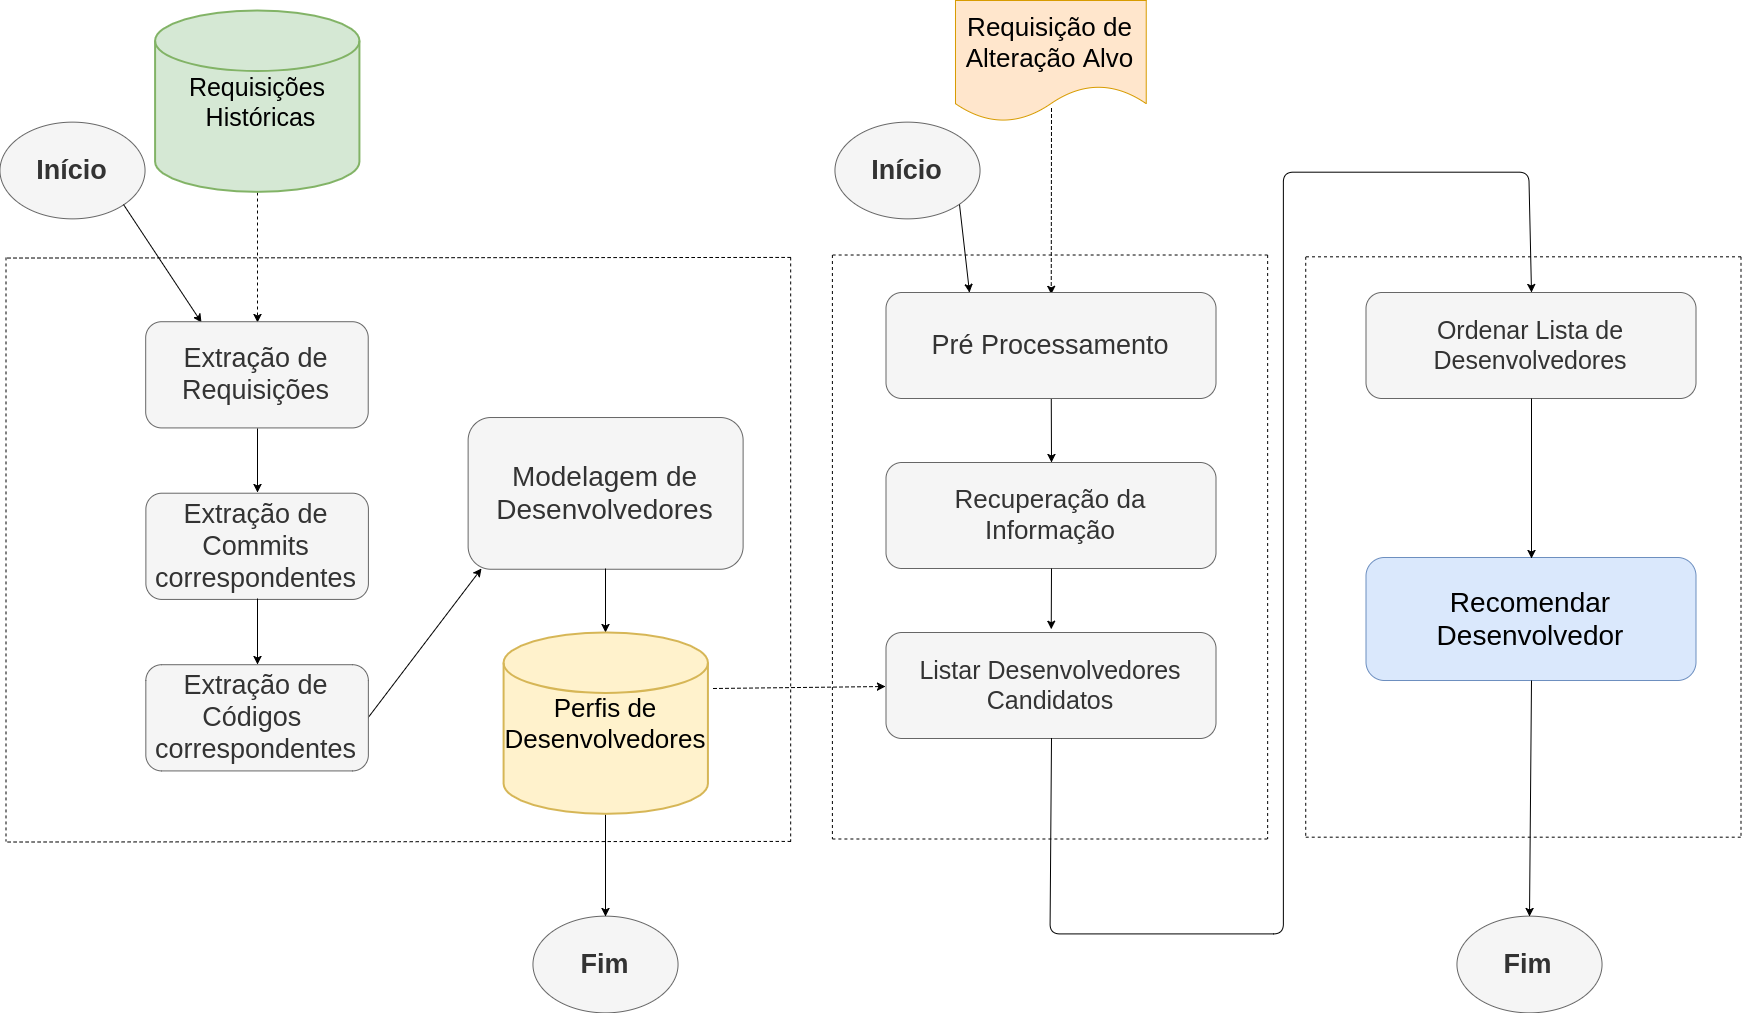 Requisições
Históricas
Início
Extração de
Requisições
Extração de
Commits
correspondentes
Extração de
Códigos
correspondentes
Modelagem de
Desenvolvedores
Perfis de
Desenvolvedores
Fim
Requisição de
Alteração Alvo
Início
Pré Processamento
Recuperação da
Informação
Listar Desenvolvedores
Candidatos
Ordenar Lista de
Desenvolvedores
Recomendar
Desenvolvedor
Fim